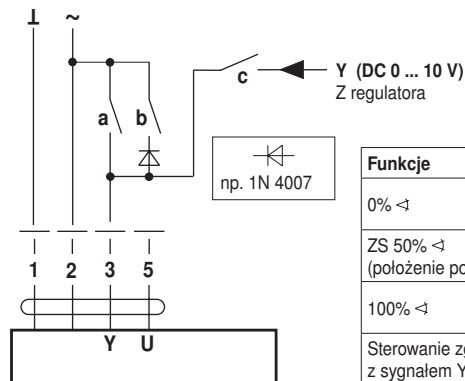 ⊥ ~
Y (DC 0 ... 10 V)
Z regulatora
c
a b
np. 1N 4007
Funkcje
0% ∢
ZS 50% ∢
(położenie
100% ∢
Sterowanie
z sygnałem Y
1 2 3 5
Y U